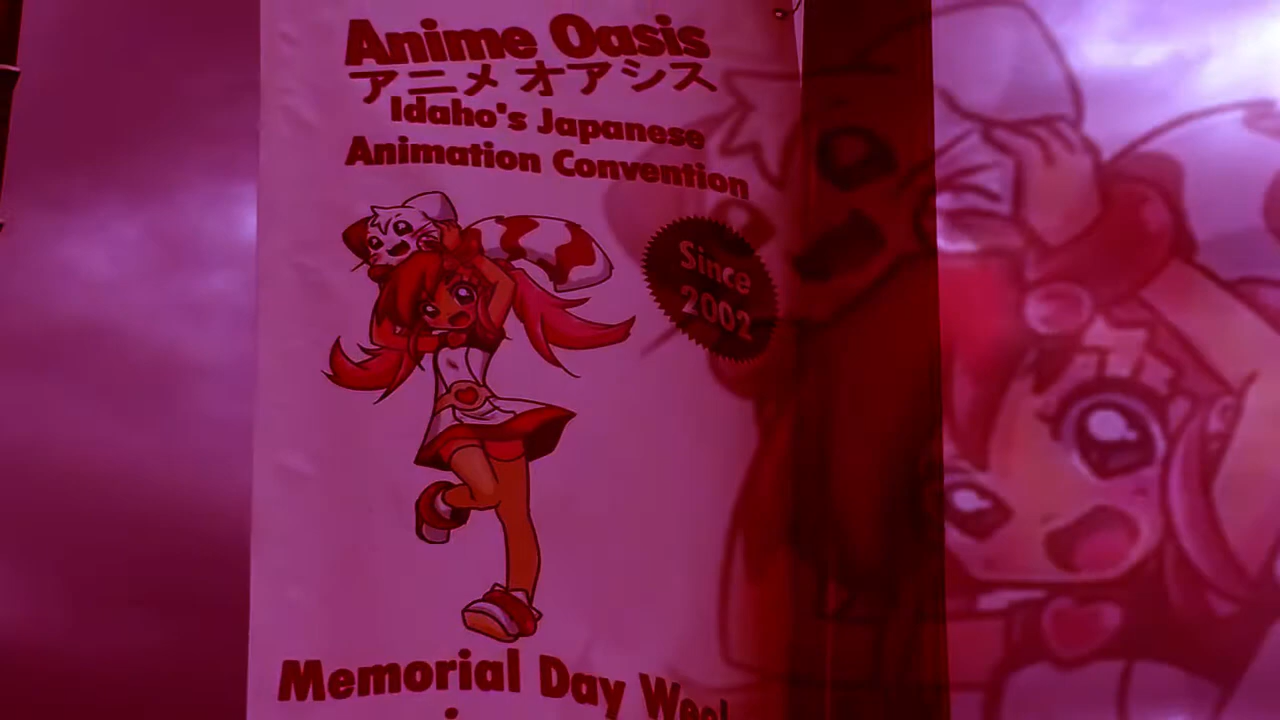 Anime Oasis
アニメ オアシス
Idaho's Japanese
Animation Convention
Since
2002
Memorial Day